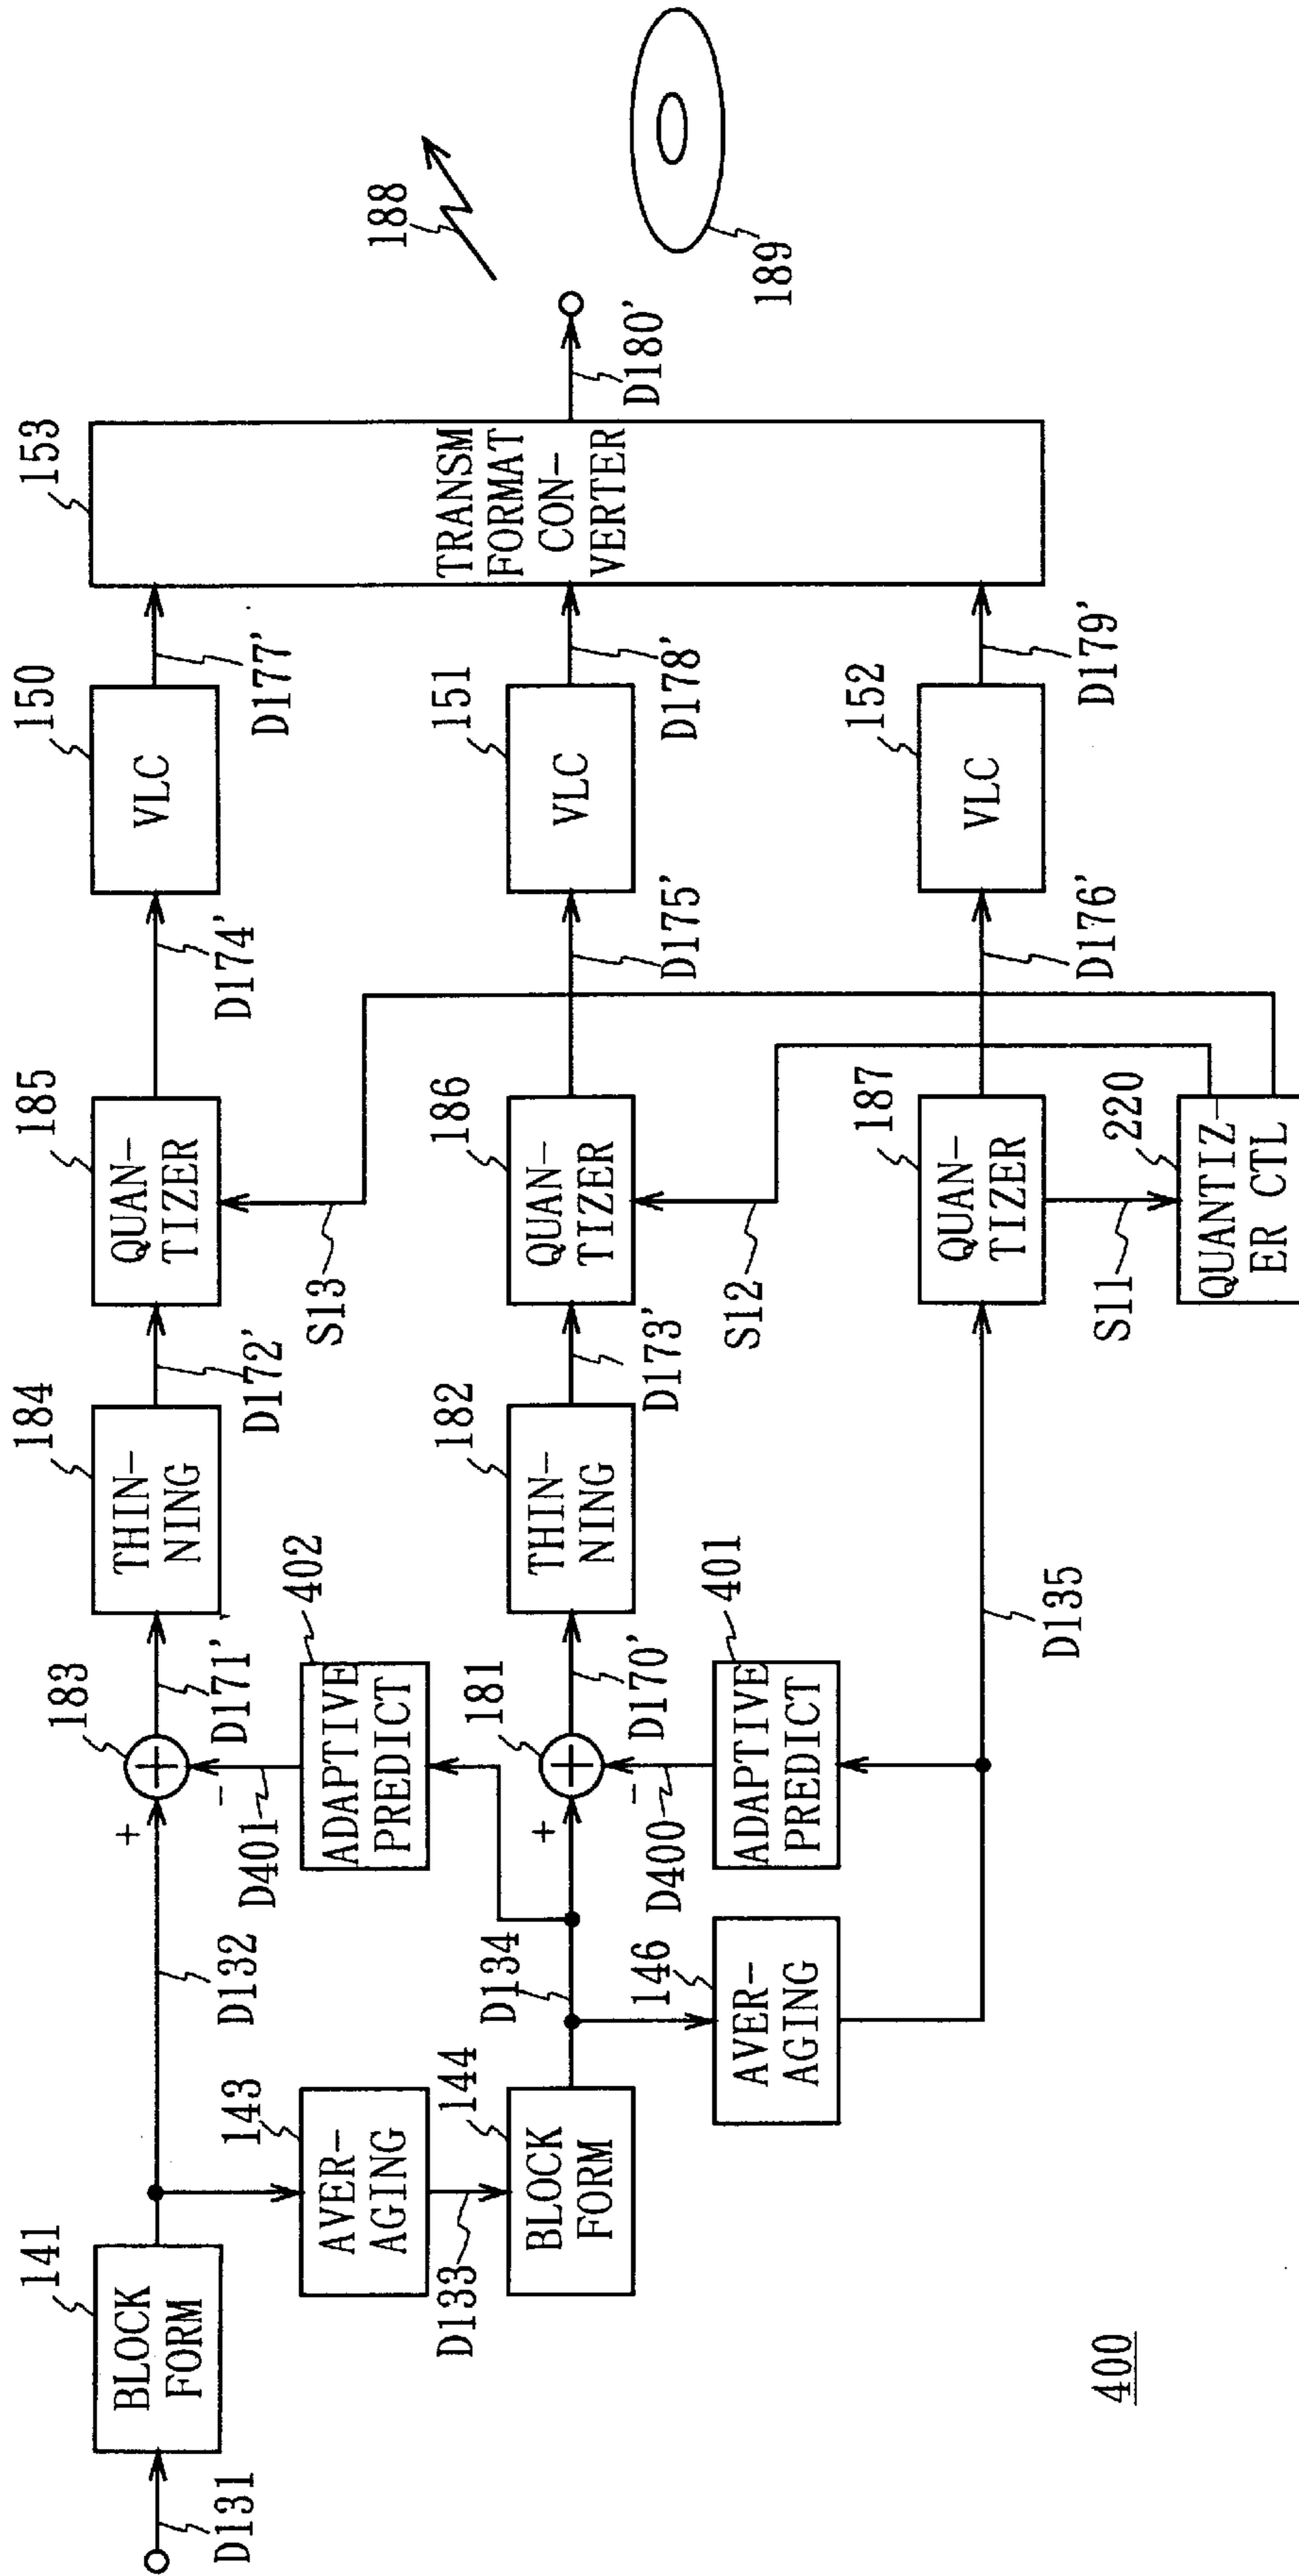 D131
141
BLOCK
FORM
D132
+
183
-
D171'
184
THIN-
NING
D172'
185
QUAN-
TIZER
D174'
150
VLC
D177'
153
TRANSM
FORMAT
CON-
VERTER
143
AVER-
AGING
D133
D401
402
ADAPTIVE
PREDICT
S13
144
BLOCK
FORM
D134
+
181
-
D170'
182
THIN-
NING
D173'
186
QUAN-
TIZER
D175'
151
VLC
D178'
D180'
188
189
146
AVER-
AGING
D400
401
ADAPTIVE
PREDICT
S12
D135
187
QUAN-
TIZER
D176'
152
VLC
D179'
S11
220
QUANTIZ-
ER CTL
400